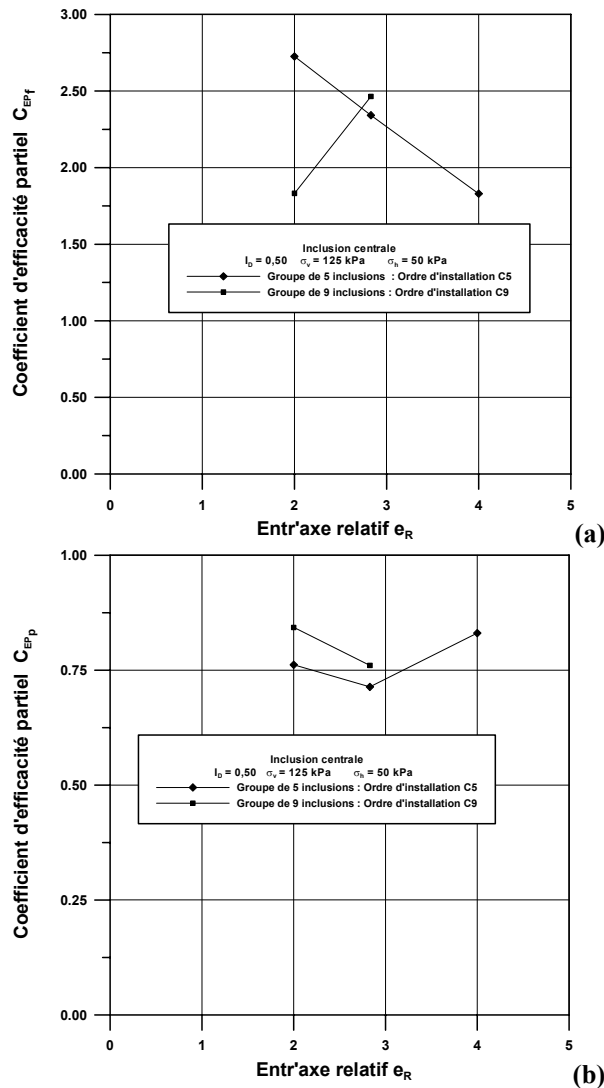 3.00
2.50
2.00
1.50
1.00
0.50
0.00
Coefficient d'efficacité partiel C_EPf
Inclusion centrale
I_D = 0,50 σ_v = 125 kPa σ_h = 50 kPa
Groupe de 5 inclusions : Ordre d'installation C5
Groupe de 9 inclusions : Ordre d'installation C9
0 1 2 3 4 5
Entr'axe relatif e_R
(a)
1.00
0.75
0.50
0.25
0.00
Coefficient d'efficacité partiel C_EPp
Inclusion centrale
I_D = 0,50 σ_v = 125 kPa σ_h = 50 kPa
Groupe de 5 inclusions : Ordre d'installation C5
Groupe de 9 inclusions : Ordre d'installation C9
0 1 2 3 4 5
Entr'axe relatif e_R
(b)